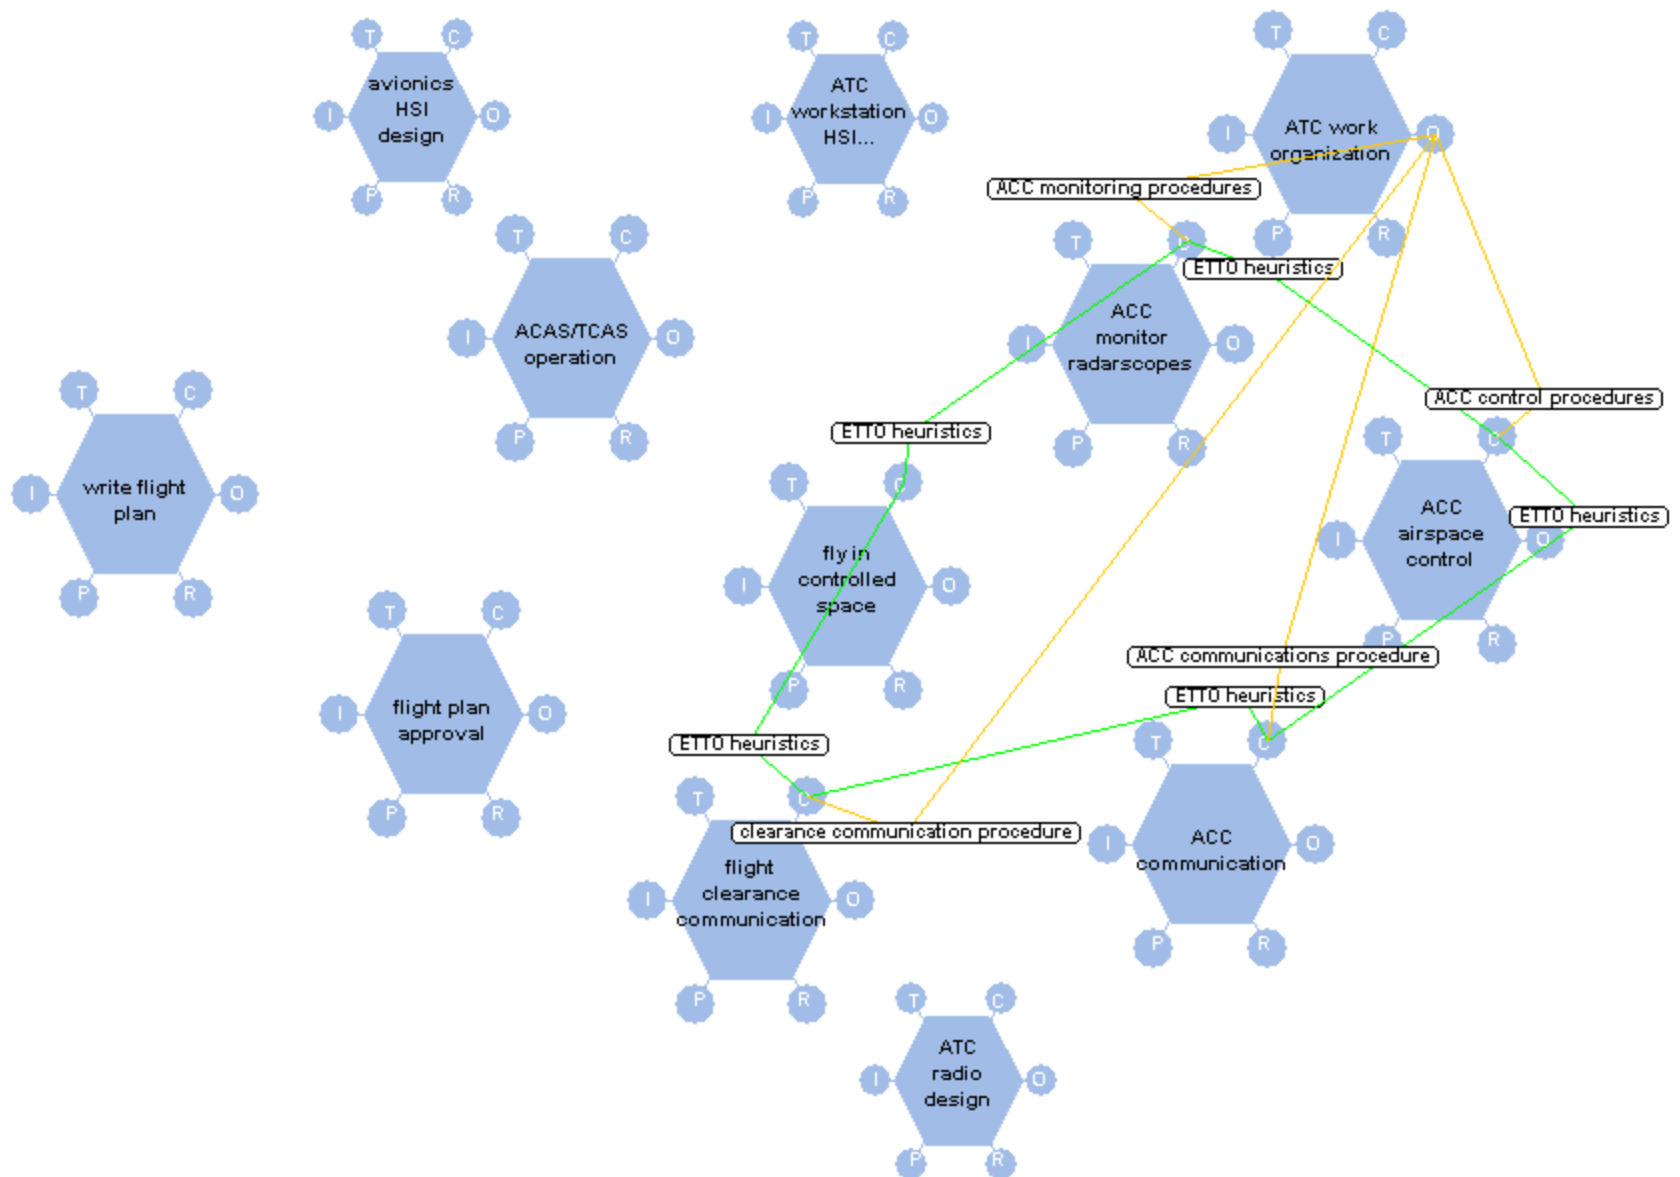 T
C
avionics
HSI
design
I
O
P
R
T
C
ATC
workstation
HSI...
I
O
P
R
T
C
ATC work
organization
I
O
P
R
ACC monitoring procedures
T
C
ETTO heuristics
ACC
monitor
radarscopes
I
O
P
R
T
C
ACAS/TCAS
operation
I
O
P
R
T
C
write flight
plan
I
O
P
R
ETTO heuristics
T
C
fly in
controlled
space
I
O
P
R
ACC control procedures
T
C
ETTO heuristics
ACC
airspace
control
I
O
P
R
T
C
flight plan
approval
I
O
P
R
ACC communications procedure
ETTO heuristics
T
C
ACC
communication
I
O
P
R
ETTO heuristics
T
C
clearance communication procedure
flight
clearance
communication
I
O
P
R
T
C
ATC
radio
design
I
O
P
R